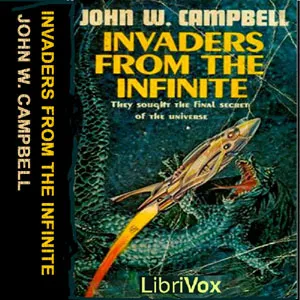 INVADERS FROM THE INFINITE
JOHN W. CAMPBELL
JOHN W. CAMPBELL
INVADERS
FROM THE
INFINITE
They sought the final secret
of the universe
LibriVox